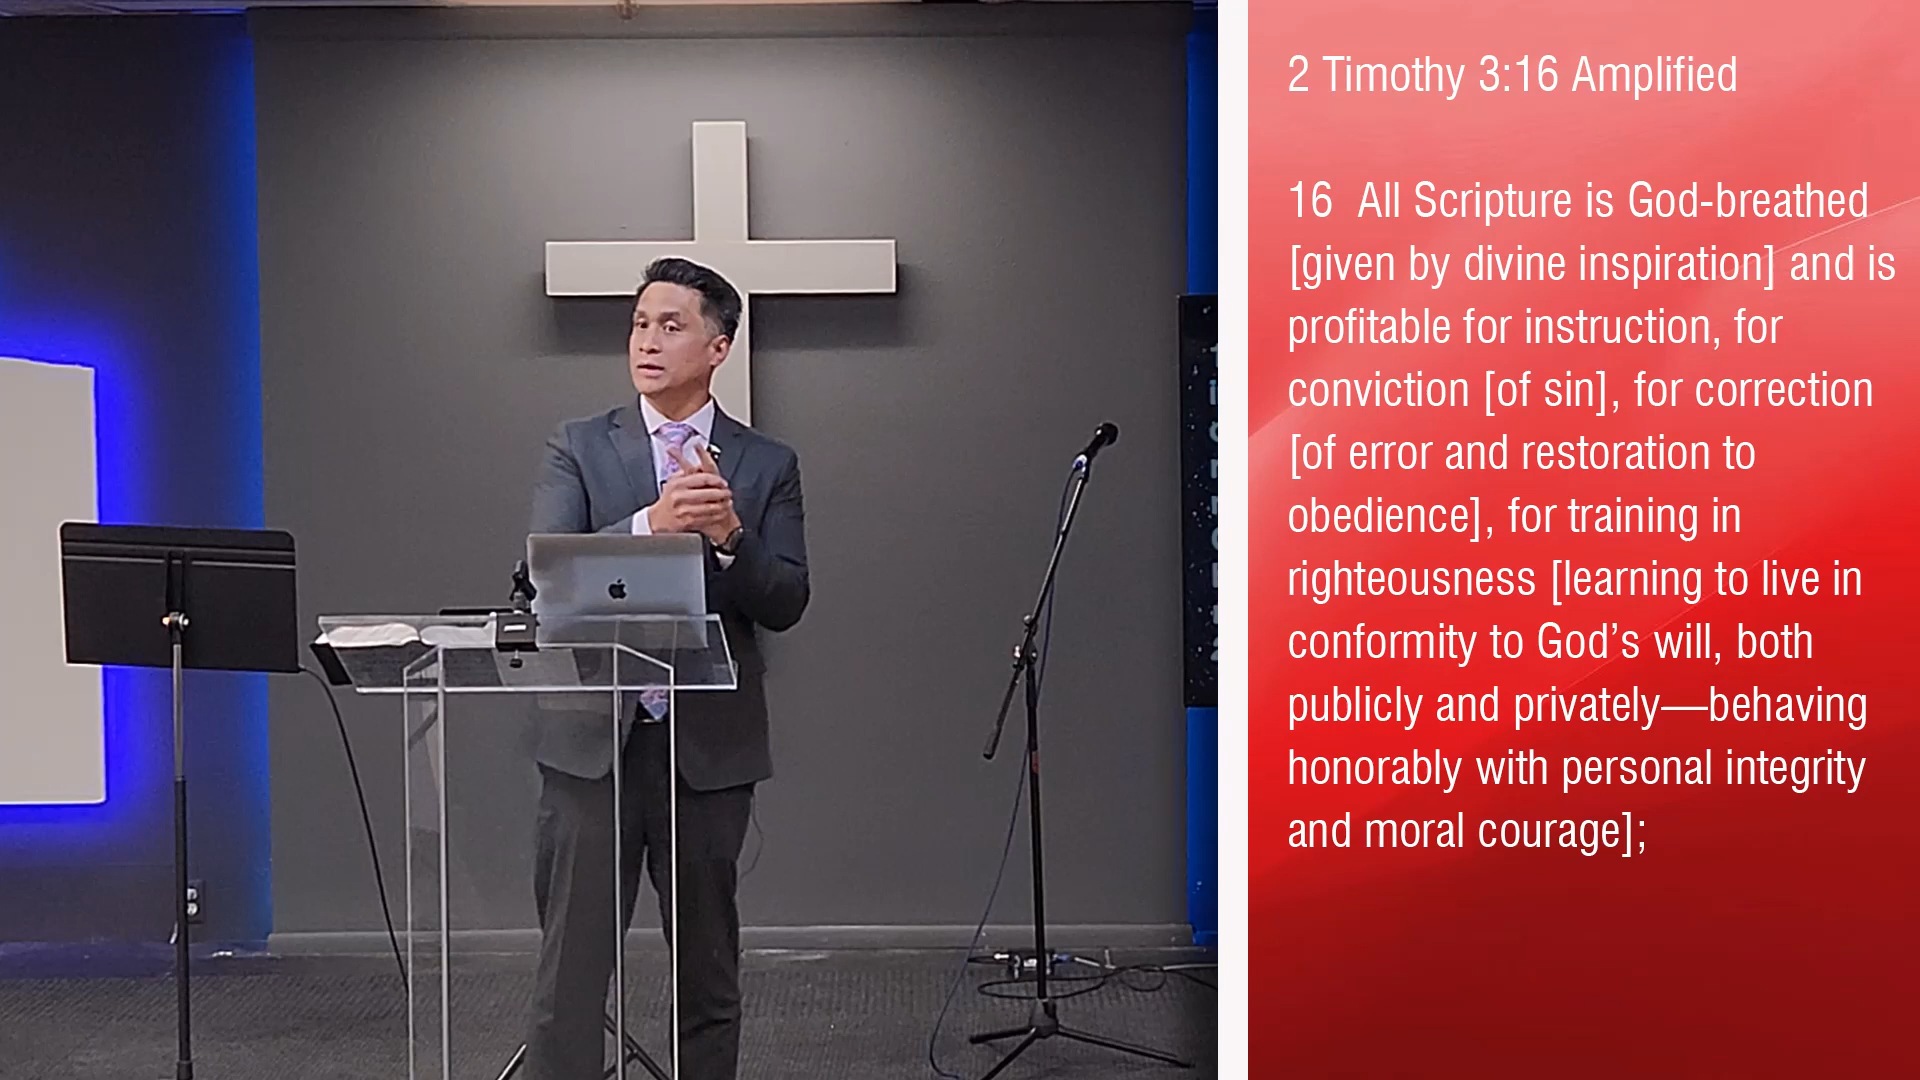 2 Timothy 3:16 Amplified
16 All Scripture is God-breathed
[given by divine inspiration] and is
profitable for instruction, for
conviction [of sin], for correction
[of error and restoration to
obedience], for training in
righteousness [learning to live in
conformity to God’s will, both
publicly and privately—behaving
honorably with personal integrity
and moral courage];